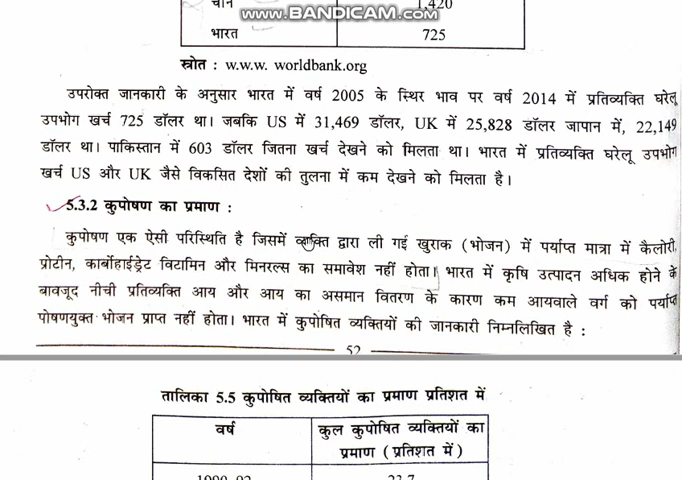 चीन
1,420
www.BANDICAM.com
भारत
725
स्रोत : w.w.w. worldbank.org
उपरोक्त जानकारी के अनुसार भारत में वर्ष 2005 के स्थिर भाव पर वर्ष 2014 में प्रतिव्यक्ति घरेलू
उपभोग खर्च 725 डॉलर था। जबकि US में 31,469 डॉलर, UK में 25,828 डॉलर जापान में, 22,149
डॉलर था। पाकिस्तान में 603 डॉलर जितना खर्च देखने को मिलता था। भारत में प्रतिव्यक्ति घरेलू उपभोग
खर्च US और UK जैसे विकसित देशों की तुलना में कम देखने को मिलता है।
5.3.2 कुपोषण का प्रमाण :
कुपोषण एक ऐसी परिस्थिति है जिसमें व्यक्ति द्वारा ली गई खुराक (भोजन) में पर्याप्त मात्रा में कैलोरी,
प्रोटीन, कार्बोहाईड्रेट विटामिन और मिनरल्स का समावेश नहीं होता। भारत में कृषि उत्पादन अधिक होने के
बावजूद नीची प्रतिव्यक्ति आय और आय का असमान वितरण के कारण कम आयवाले वर्ग को पर्याप्त
पोषणयुक्त भोजन प्राप्त नहीं होता। भारत में कुपोषित व्यक्तियों की जानकारी निम्नलिखित है :
52
तालिका 5.5 कुपोषित व्यक्तियों का प्रमाण प्रतिशत में
वर्ष
कुल कुपोषित व्यक्तियों का
प्रमाण (प्रतिशत में)
1990-92
23.7